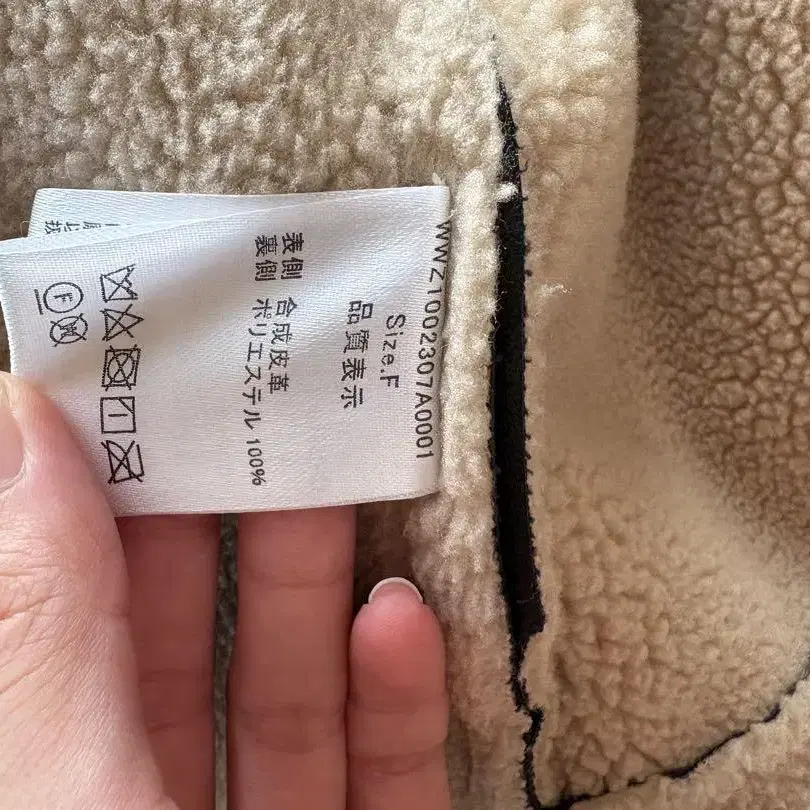 WWZ1002307A0001
Size.F
品質表示
表側 合成皮革
裏側 ポリエステル 100%
F
W